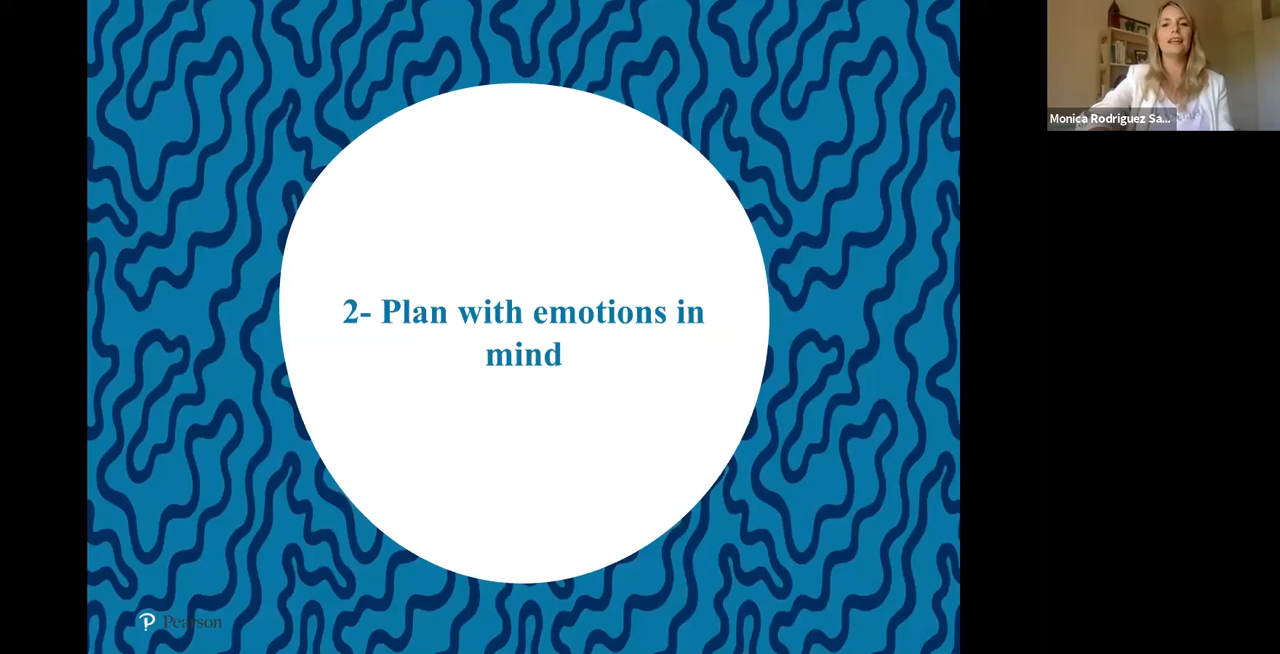 Monica Rodriguez Sa...
2- Plan with emotions in
mind
Pearson